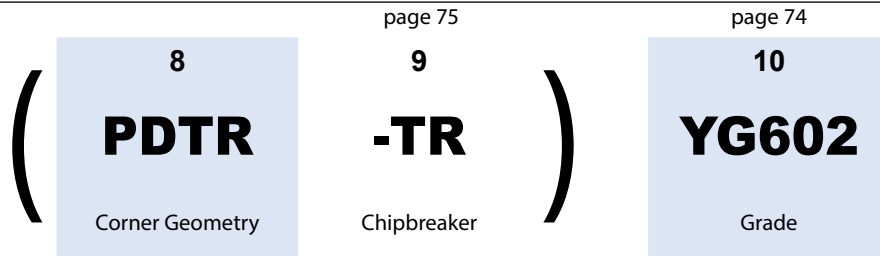 page 75 page 74
8 9 10
( PDTR -TR ) YG602
Corner Geometry Chipbreaker Grade